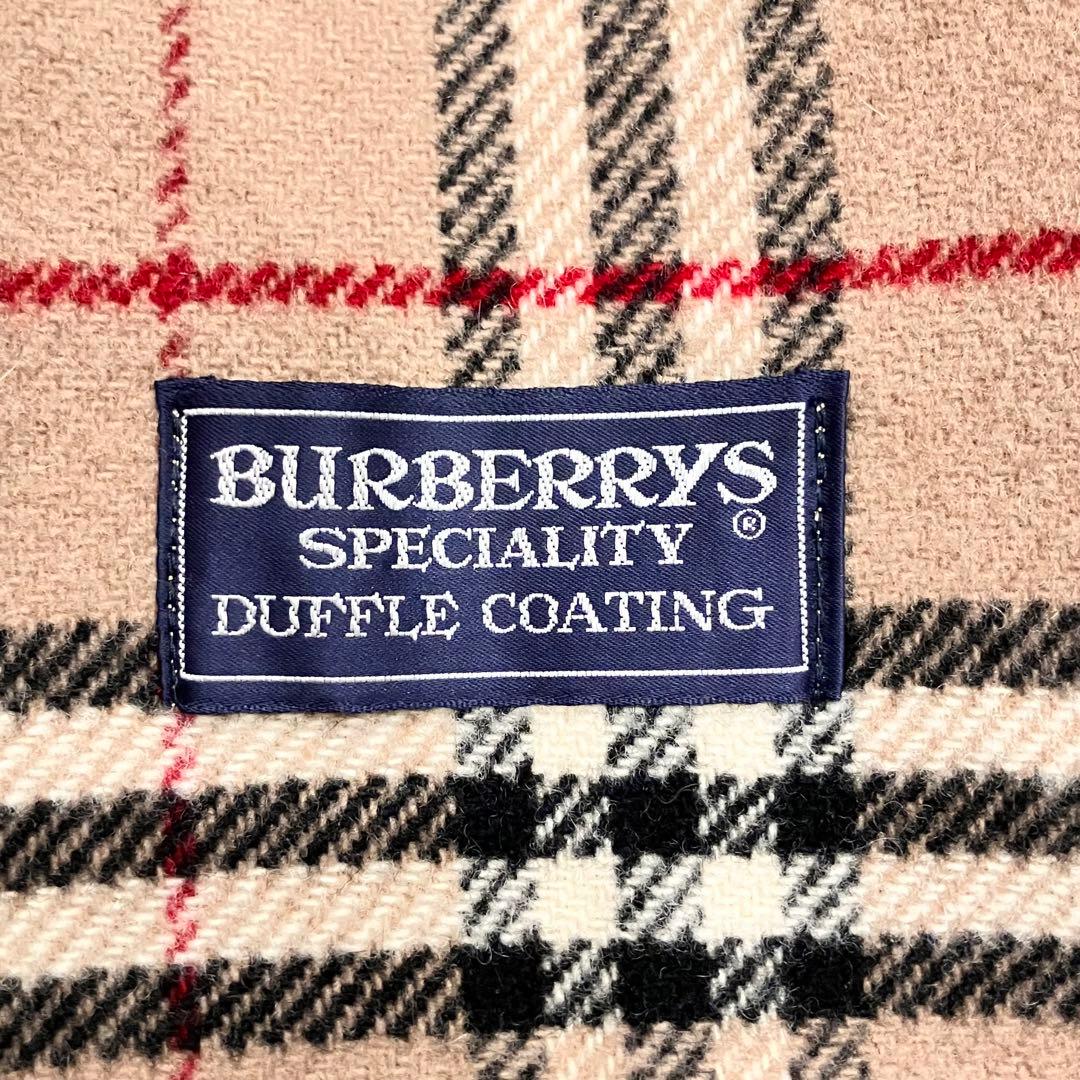 BURBERRYS
SPECIALITY ®
DUFFLE COATING